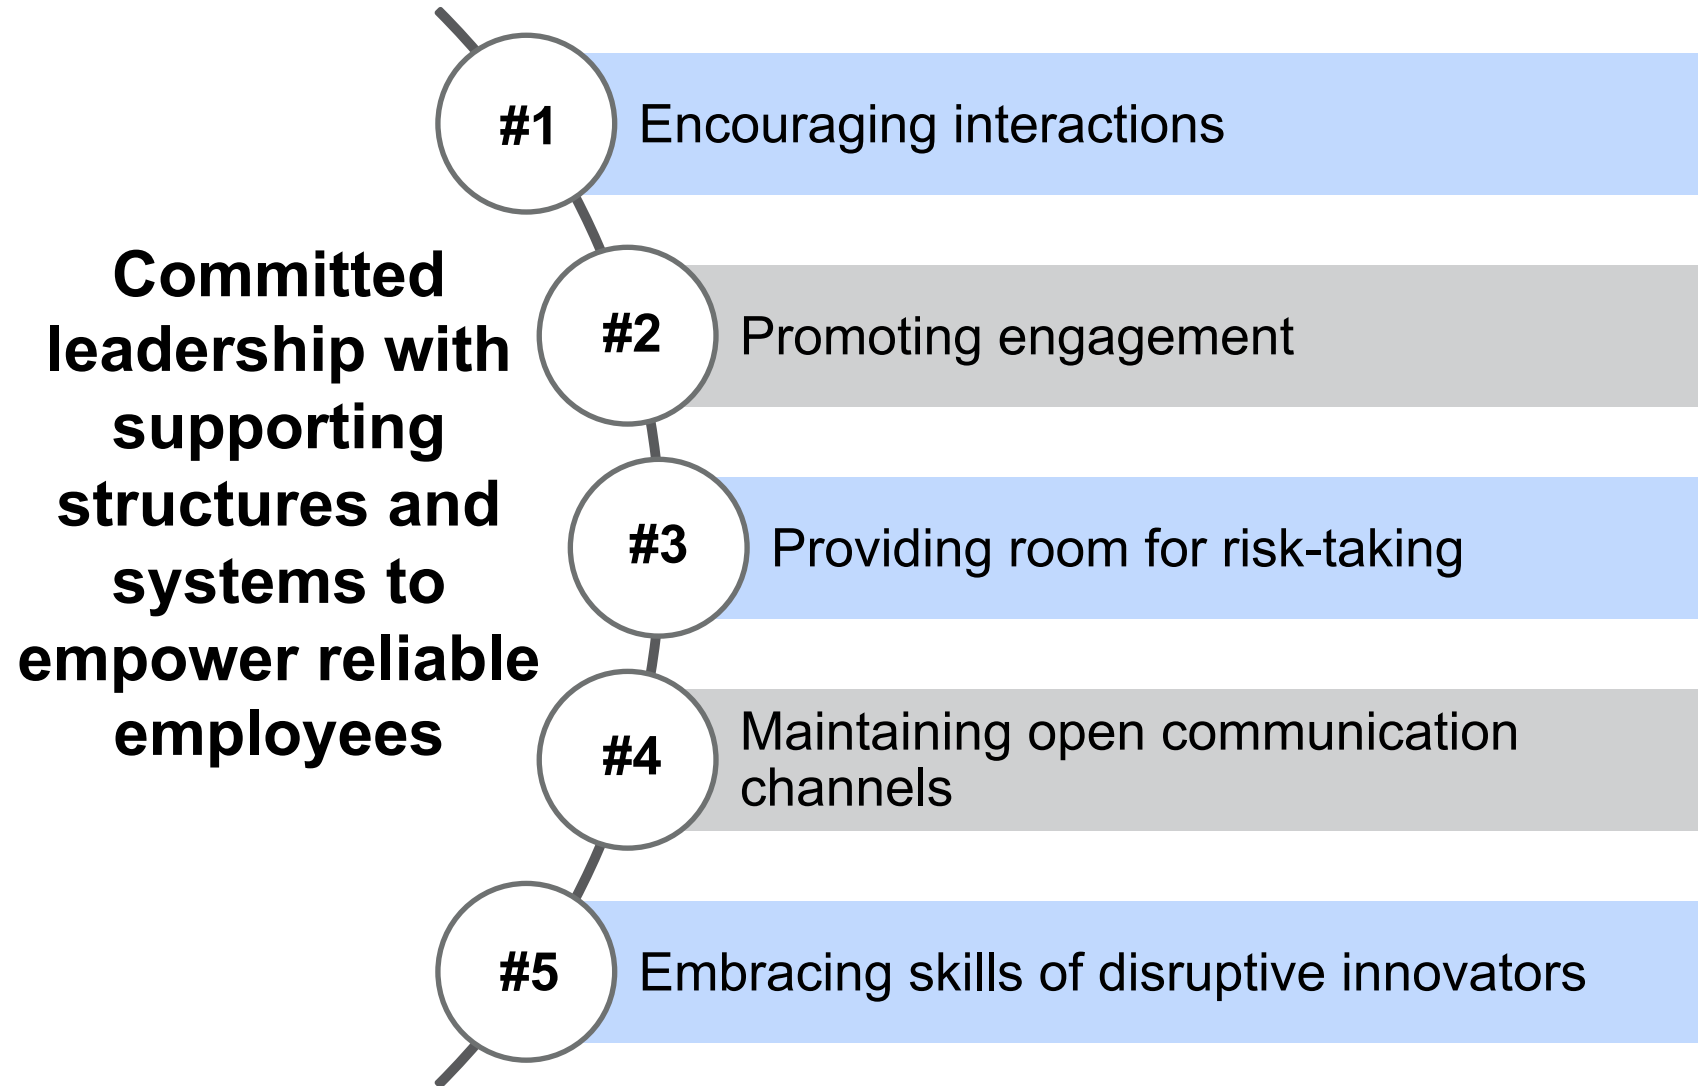 Committed
leadership with
supporting
structures and
systems to
empower reliable
employees
#1
Encouraging interactions
#2
Promoting engagement
#3
Providing room for risk-taking
#4
Maintaining open communication
channels
#5
Embracing skills of disruptive innovators